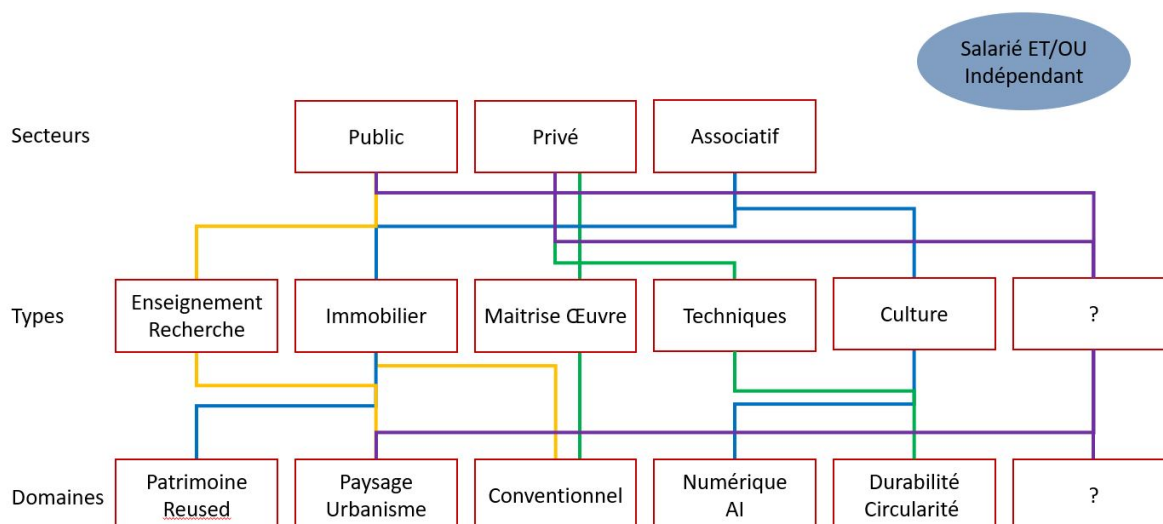 Salarié ET/OU
Indépendant
Secteurs
Public
Privé
Associatif
Types
Enseignement
Recherche
Immobilier
Maitrise Œuvre
Techniques
Culture
?
Domaines
Patrimoine
Reused
Paysage
Urbanisme
Conventionnel
Numérique
AI
Durabilité
Circularité
?